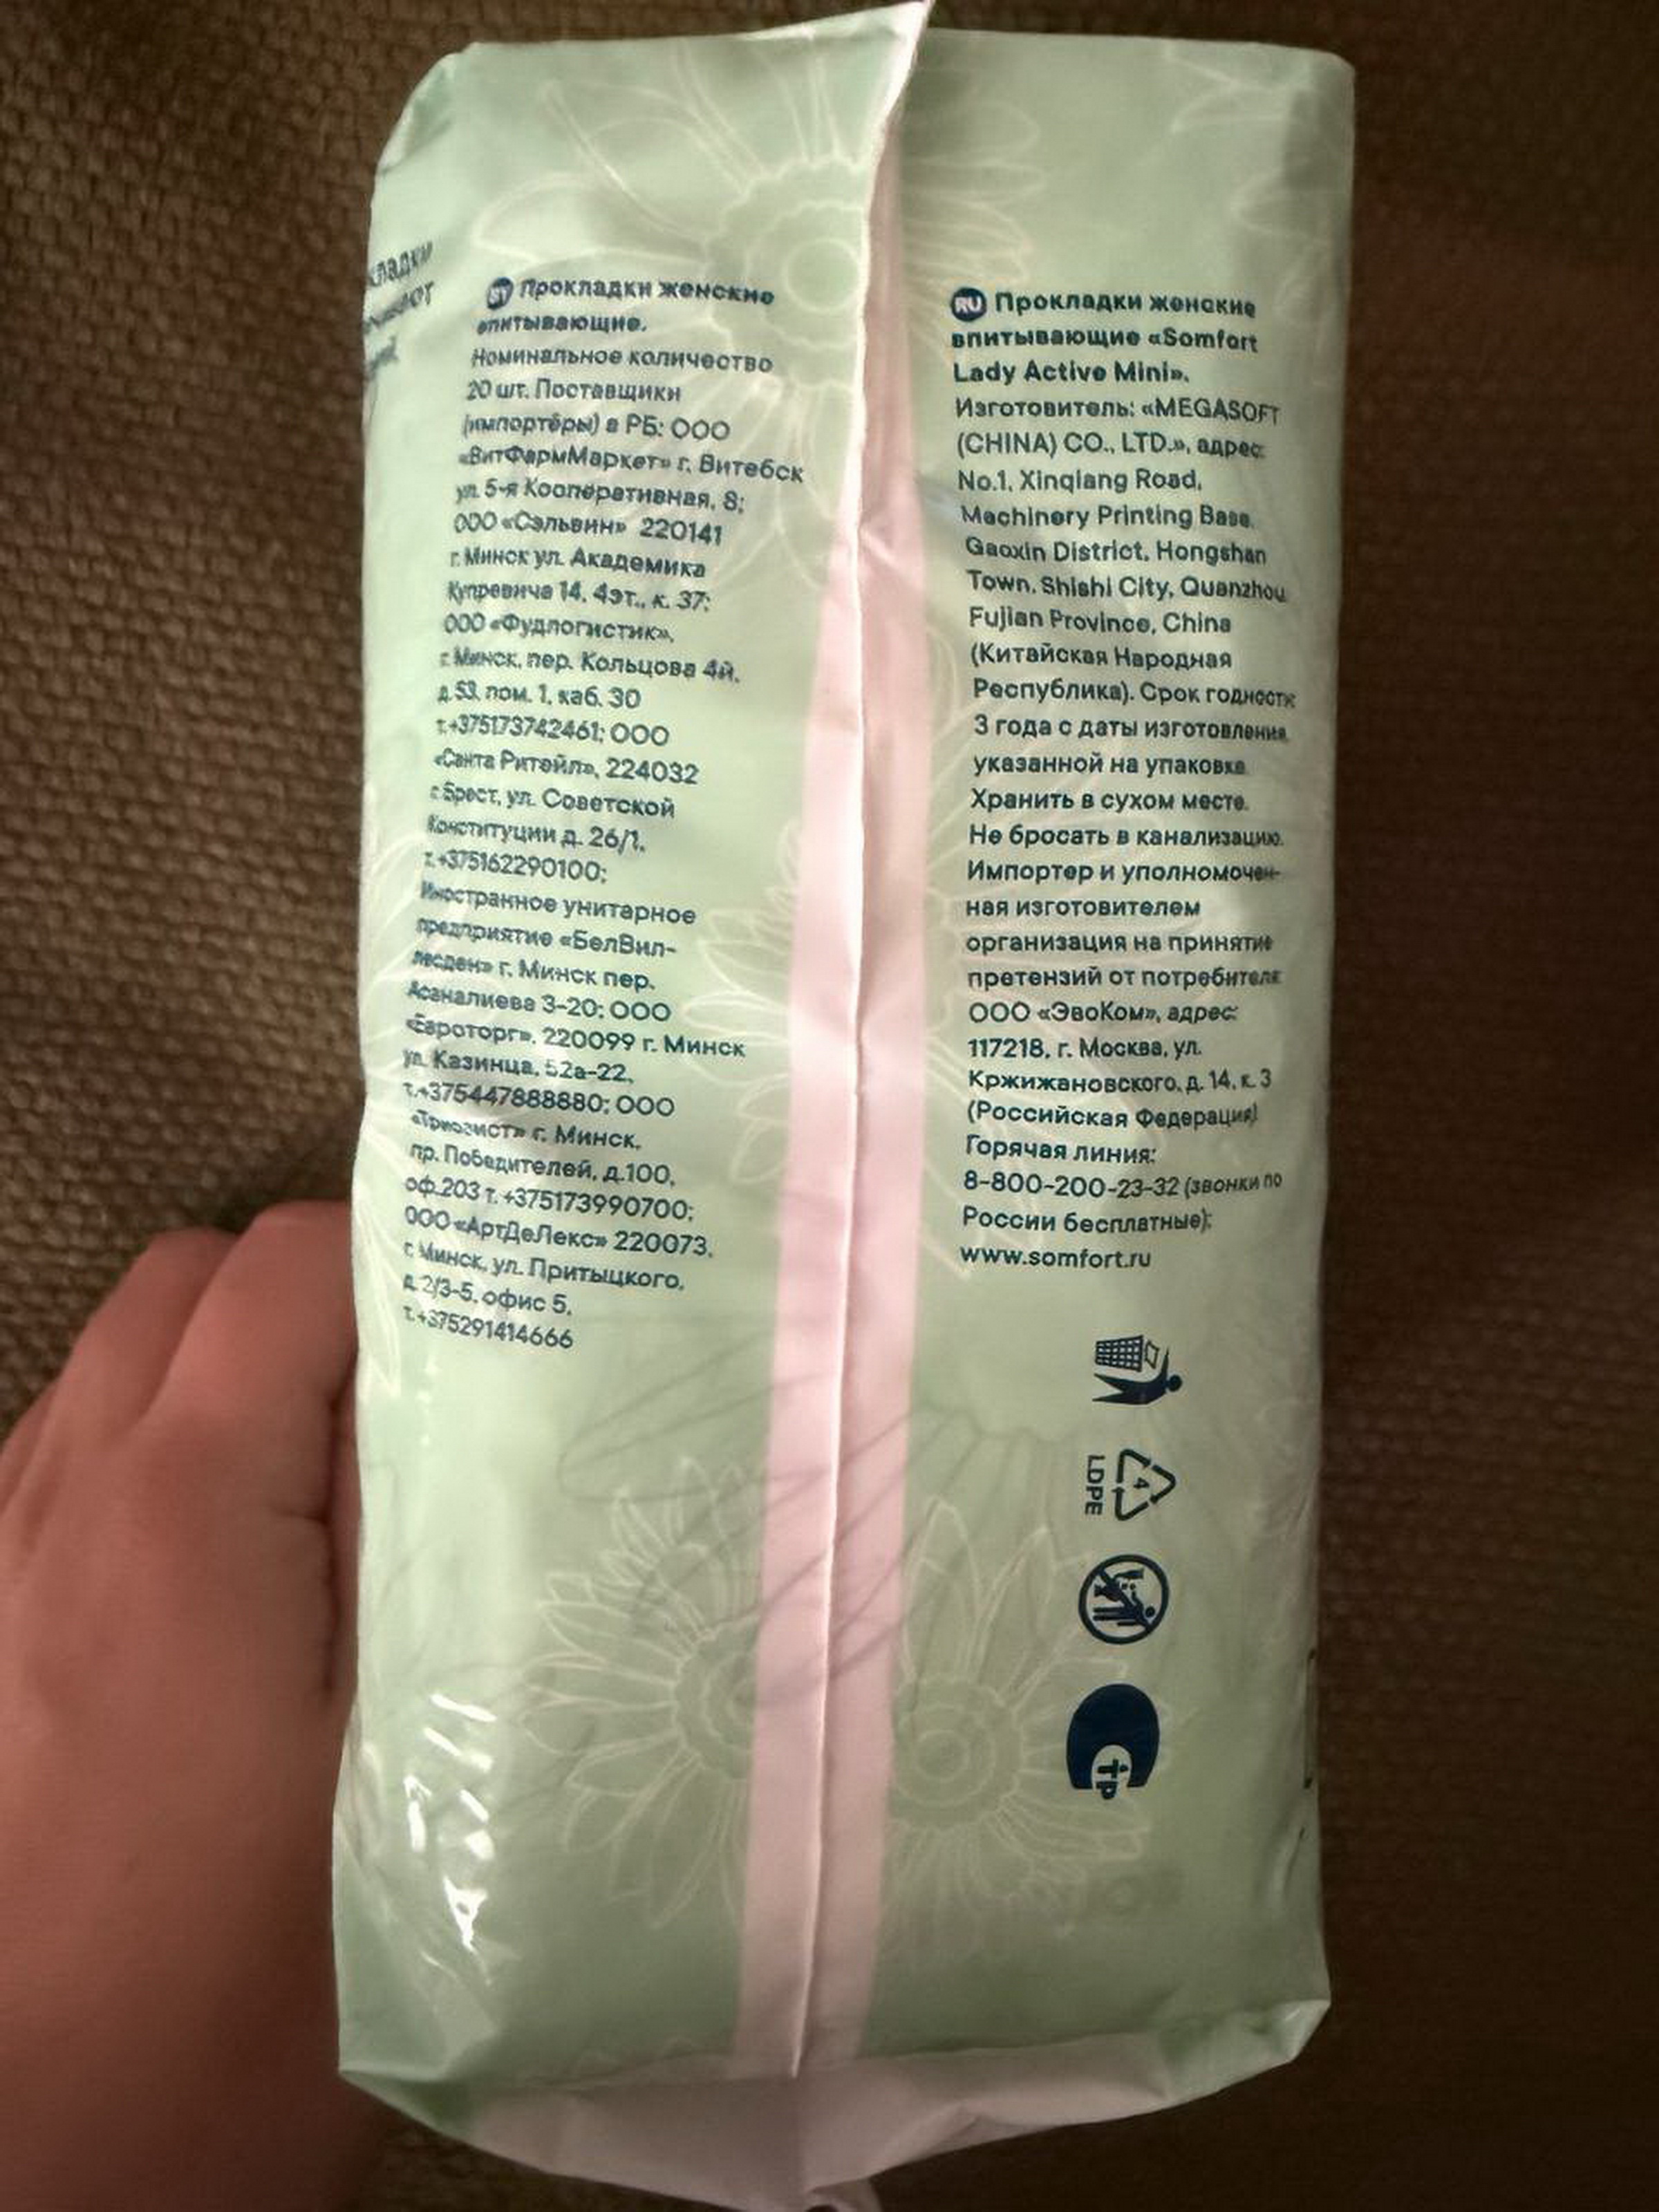 кладки
BY Прокладки женские
впитывающие.
Номинальное количество
20 шт. Поставщики
(импортёры) в РБ: ООО
«ВитФармМаркет» г. Витебск
ул. 5-я Кооперативная, 8;
ООО «Сэльвин» 220141
г. Минск ул. Академика
Купревича 14, 4эт., к. 37;
ООО «Фудлогистик»,
г. Минск, пер. Кольцова 4й,
д.53, пом. 1, каб. 30
т.+375173742461; ООО
«Санта Ритейл», 224032
г. Брест, ул. Советской
Конституции д. 26/1,
т.+375162290100;
Иностранное унитарное
предприятие «БелВил-
лесден» г. Минск пер.
Асаналиева 3-20; ООО
«Евроторг», 220099 г. Минск
ул. Казинца, 52а-22,
т.+375447888880; ООО
«Триовист» г. Минск,
пр. Победителей, д.100,
оф.203 т. +375173990700;
ООО «АртДеЛекс» 220073,
г. Минск, ул. Притыцкого,
д. 2/3-5, офис 5,
т.+375291414666
RU Прокладки женские
впитывающие «Somfort
Lady Active Mini».
Изготовитель: «MEGASOFT
(CHINA) CO., LTD.», адрес:
No.1, Xinqiang Road,
Machinery Printing Base,
Gaoxin District, Hongshan
Town, Shishi City, Quanzhou,
Fujian Province, China
(Китайская Народная
Республика). Срок годности:
3 года с даты изготовления,
указанной на упаковке.
Хранить в сухом месте.
Не бросать в канализацию.
Импортер и уполномочен-
ная изготовителем
организация на принятие
претензий от потребителя:
ООО «ЭвоКом», адрес:
117218, г. Москва, ул.
Кржижановского, д. 14, к. 3
(Российская Федерация)
Горячая линия:
8-800-200-23-32 (звонки по
России бесплатные);
www.somfort.ru
4
LDPE
тр